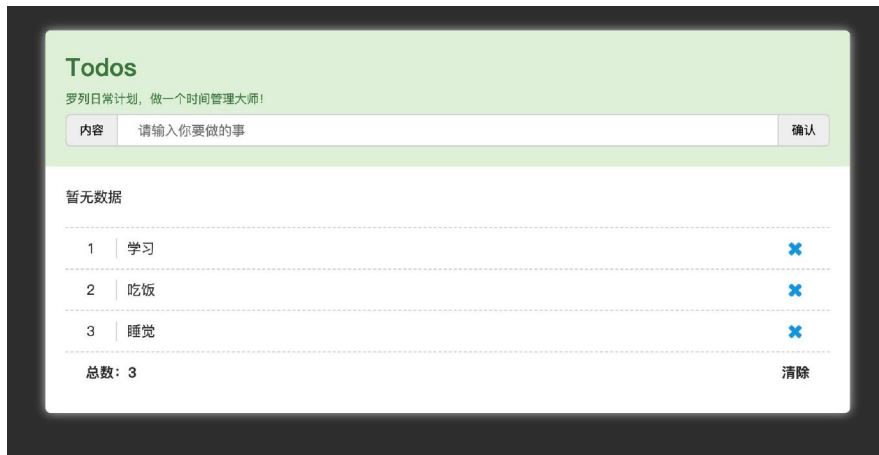 Todos
罗列日常计划，做一个时间管理大师！
内容 请输入你要做的事 确认
暂无数据
1 学习
2 吃饭
3 睡觉
总数：3 清除